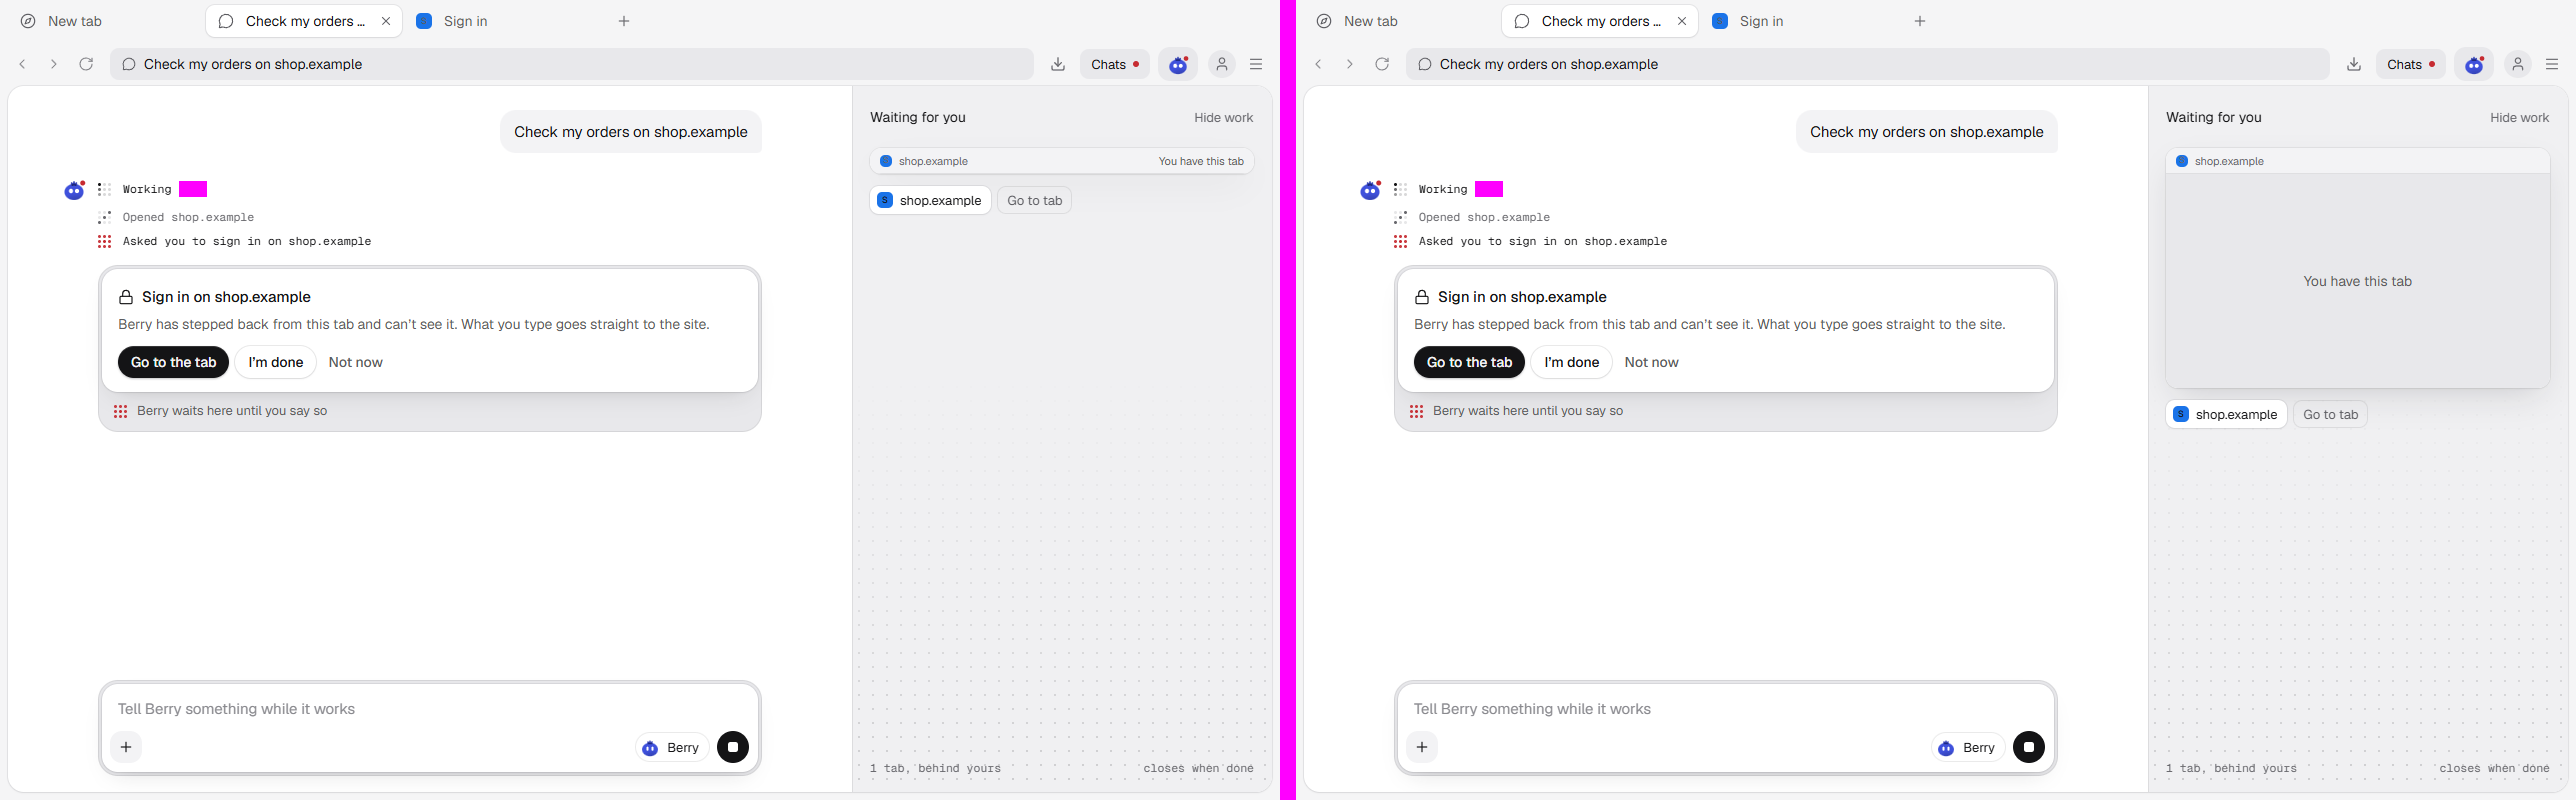 New tab
Check my orders ...
Sign in
Check my orders on shop.example
Chats
Check my orders on shop.example
Working
Opened shop.example
Asked you to sign in on shop.example
Sign in on shop.example
Berry has stepped back from this tab and can't see it. What you type goes straight to the site.
Go to the tab
I'm done
Not now
Berry waits here until you say so
Tell Berry something while it works
Berry
Waiting for you
Hide work
shop.example
You have this tab
S
shop.example
Go to tab
1 tab, behind yours
closes when done
New tab
Check my orders ...
Sign in
Check my orders on shop.example
Chats
Check my orders on shop.example
Working
Opened shop.example
Asked you to sign in on shop.example
Sign in on shop.example
Berry has stepped back from this tab and can't see it. What you type goes straight to the site.
Go to the tab
I'm done
Not now
Berry waits here until you say so
Tell Berry something while it works
Berry
Waiting for you
Hide work
shop.example
You have this tab
S
shop.example
Go to tab
1 tab, behind yours
closes when done